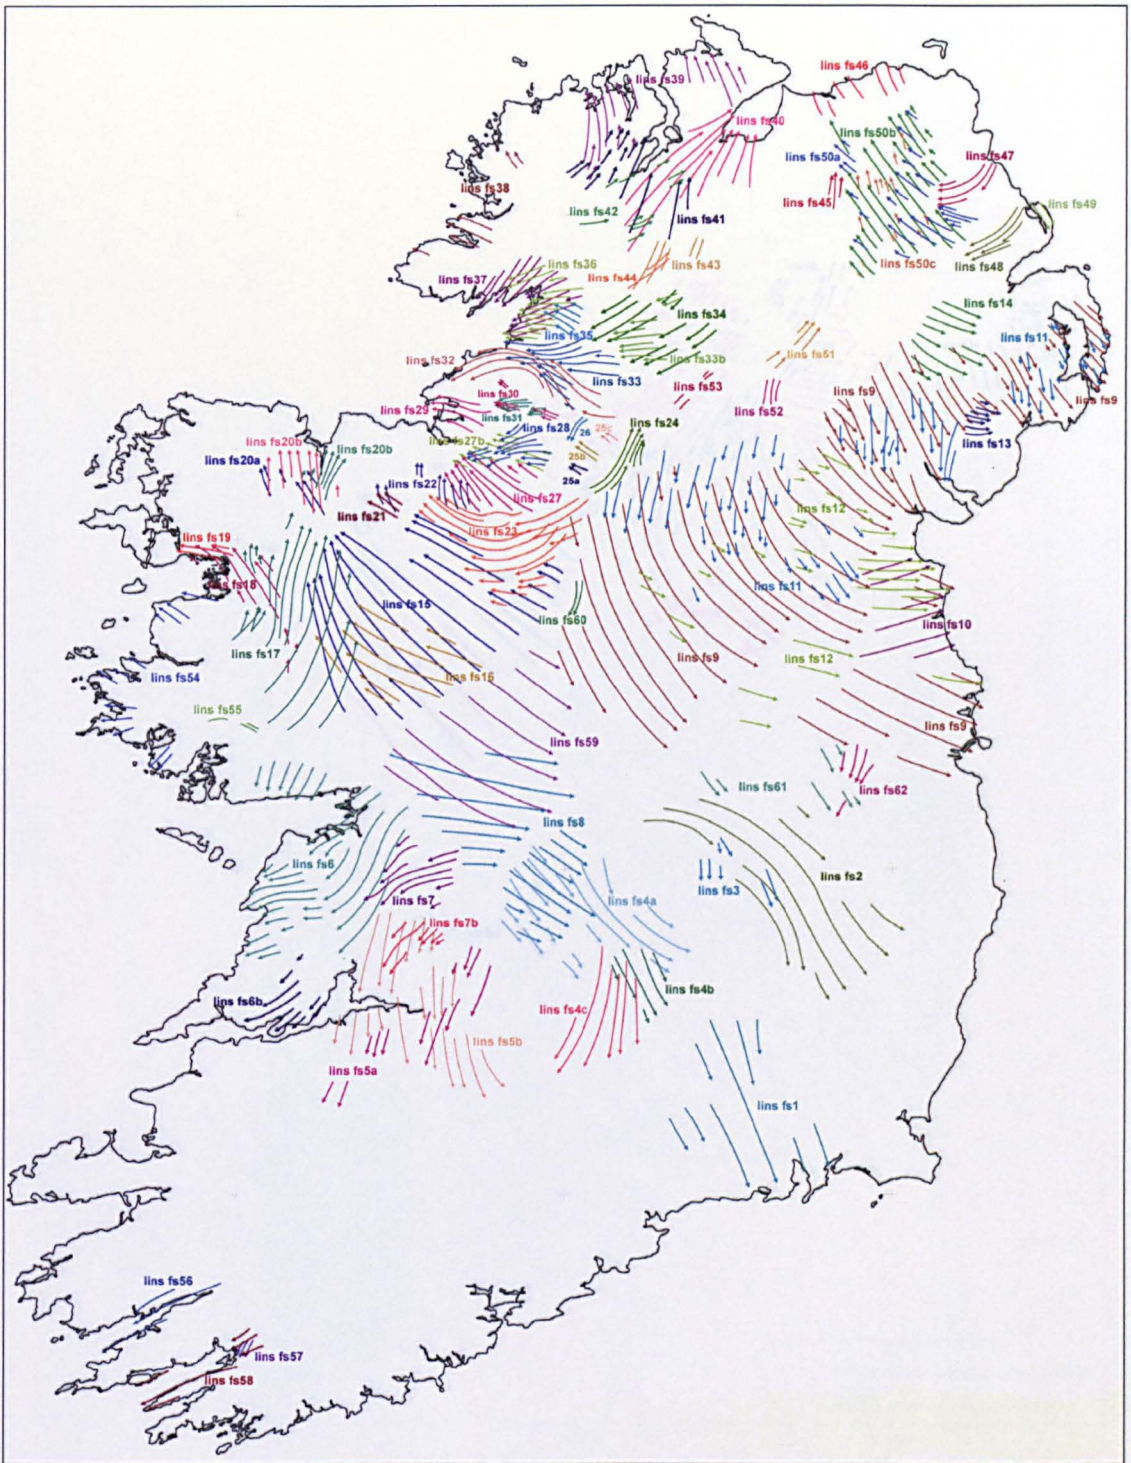 lins fs46
lins fs39
lins fs40
lins fs50b
lins fs50a
lins fs47
lins fs38
lins fs45
lins fs49
lins fs42
lins fs41
lins fs36
lins fs43
lins fs50c
lins fs48
lins fs37
lins fs44
lins fs14
lins fs34
lins fs35
lins fs11
lins fs51
lins fs32
lins fs33b
lins fs33
lins fs53
lins fs30
lins fs9
lins fs9
lins fs29
lins fs31
lins fs52
lins fs28
26
25c
lins fs24
lins fs20b
lins fs20b
lins fs27b
lins fs13
lins fs20a
25b
lins fs22
25a
lins fs27
lins fs12
lins fs21
lins fs23
lins fs19
lins fs18
lins fs11
lins fs15
lins fs60
lins fs10
lins fs17
lins fs9
lins fs12
lins fs54
lins fs16
lins fs55
lins fs9
lins fs59
lins fs61
lins fs62
lins fs8
lins fs6
lins fs2
lins fs3
lins fs7
lins fs4a
lins fs7b
lins fs4b
lins fs6b
lins fs4c
lins fs5b
lins fs5a
lins fs1
lins fs56
lins fs57
lins fs58